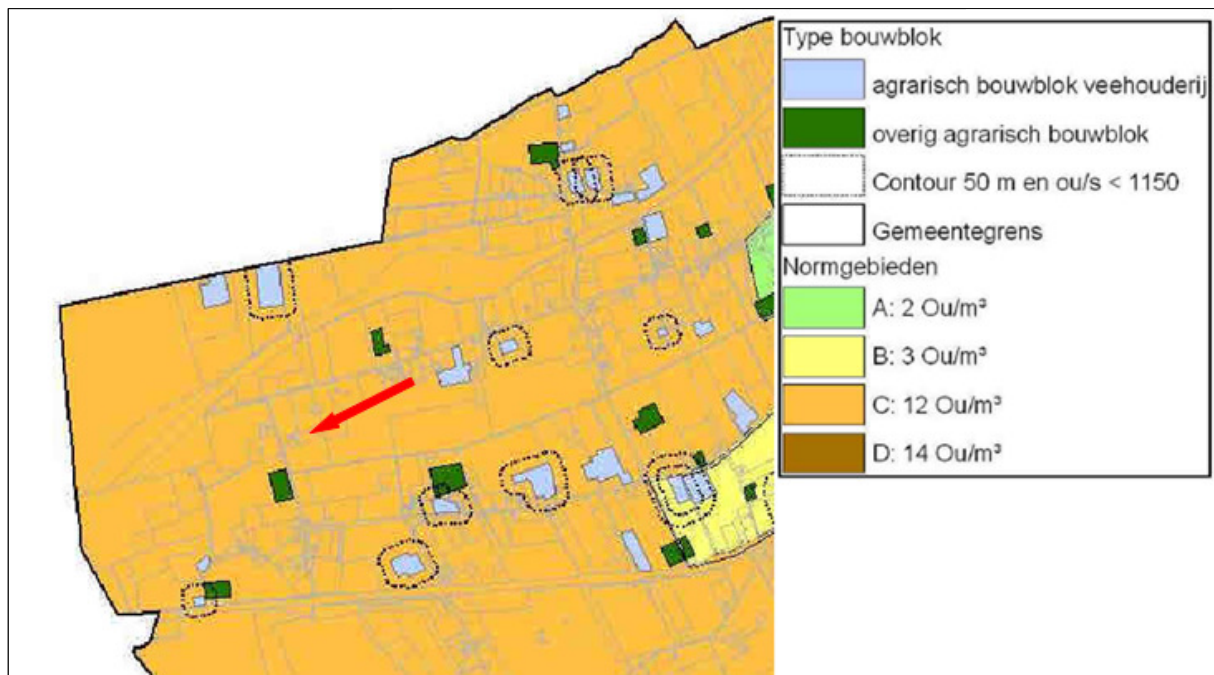 Type bouwblok
agrarisch bouwblok veehouderij
overig agrarisch bouwblok
Contour 50 m en ou/s < 1150
Gemeentegrens
Normgebieden
A: 2 Ou/m³
B: 3 Ou/m³
C: 12 Ou/m³
D: 14 Ou/m³